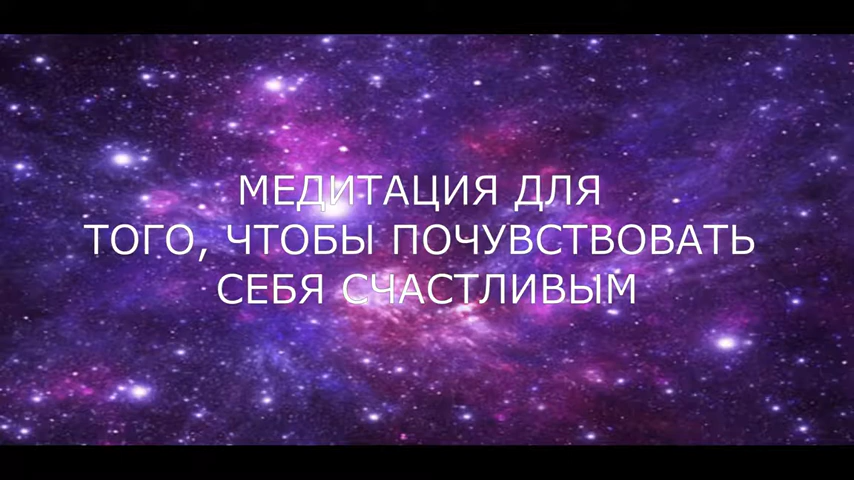 МЕДИТАЦИЯ ДЛЯ
ТОГО, ЧТОБЫ ПОЧУВСТВОВАТЬ
СЕБЯ СЧАСТЛИВЫМ